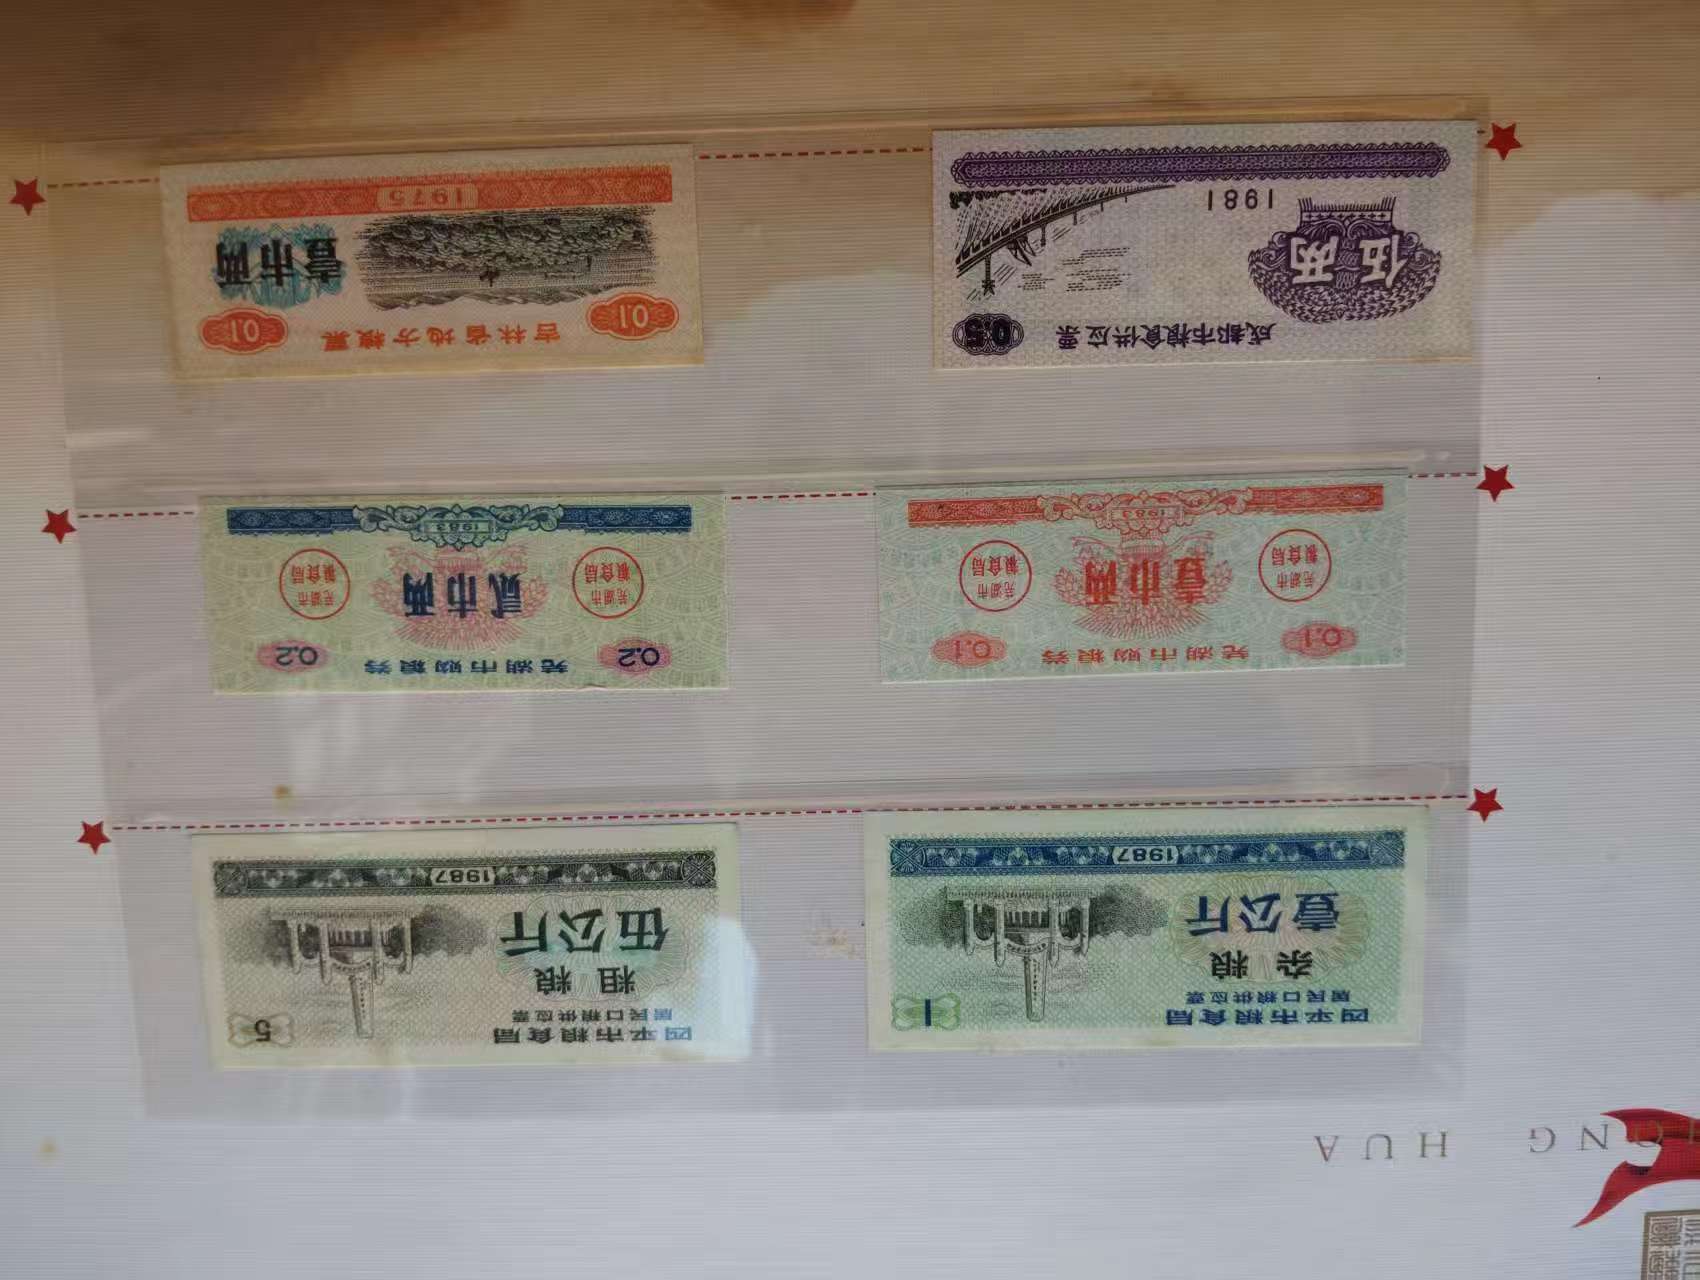 ONG HUA
四平市粮食局
居民口粮供应票
1
杂粮
壹公斤
1987
四平市粮食局
居民口粮供应票
5
粗粮
伍公斤
1987
芜湖市购粮券
0.1
0.1
芜湖市
粮食局
壹市两
芜湖市
粮食局
1983
芜湖市购粮券
0.2
0.2
芜湖市
粮食局
贰市两
芜湖市
粮食局
1983
成都市粮食供应票
0.5
伍两
1981
吉林省地方粮票
0.1
0.1
壹市两
1975